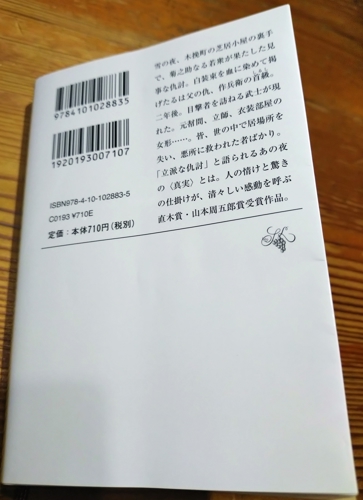 雪の夜、木挽町の芝居小屋の裏手
で、菊之助なる若衆が果たした見
事な仇討。白装束を血に染めて掲
げたるは父の仇、作兵衛の首級。
しるし
二年後。目撃者を訪ねる武士が現
れた。元幇間、立師、衣装部屋の
女形……。皆、世の中で居場所を
失い、悪所に救われた者ばかり。
「立派な仇討」と語られるあの夜
の〈真実〉とは。人の情けと驚き
の仕掛けが、清々しい感動を呼ぶ
直木賞・山本周五郎賞受賞作品。
9784101028835
1920193007107
ISBN978-4-10-102883-5
C0193 ¥710E
定価：本体710円（税別）